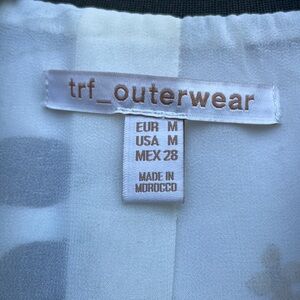 trf_outerwear
EUR M
USA M
MEX 28
MADE IN
MOROCCO